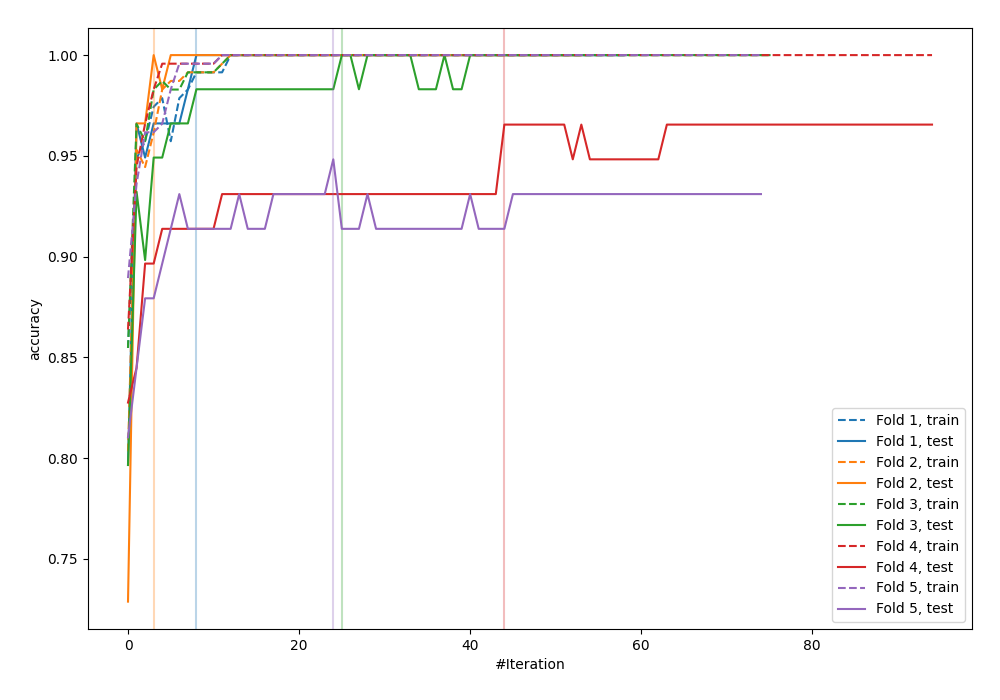 1.00
0.95
0.90
0.85
0.80
0.75
accuracy
0
20
40
60
80
#Iteration
Fold 1, train
Fold 1, test
Fold 2, train
Fold 2, test
Fold 3, train
Fold 3, test
Fold 4, train
Fold 4, test
Fold 5, train
Fold 5, test